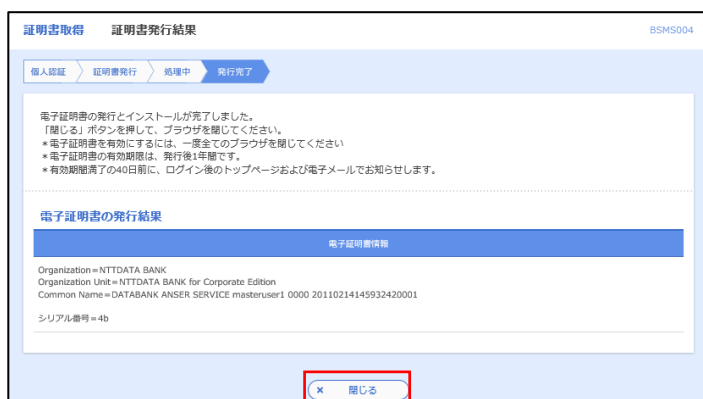 証明書取得 証明書発行結果 BSMS004
個人認証 証明書発行 処理中 発行完了
電子証明書の発行とインストールが完了しました。
「閉じる」ボタンを押して、ブラウザを閉じてください。
*電子証明書を有効にするには、一度全てのブラウザを閉じてください
*電子証明書の有効期限は、発行後1年間です。
*有効期間満了の40日前に、ログイン後のトップページおよび電子メールでお知らせします。
電子証明書の発行結果
電子証明書情報
Organization=NTTDATA BANK
Organization Unit=NTTDATA BANK for Corporate Edition
Common Name=DATABANK ANSER SERVICE masteruser1 0000 20110214145932420001
シリアル番号=4b
× 閉じる